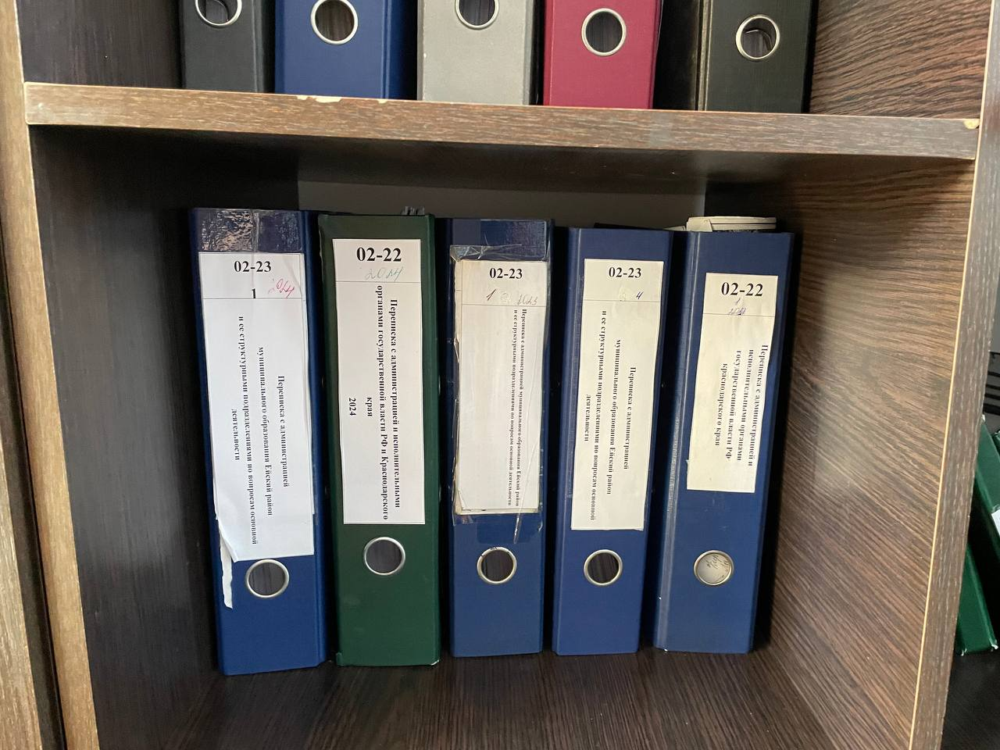 02-23
1 2024
Переписка с администрацией
муниципального образования Ейский район
и ее структурными подразделениями по вопросам основной
деятельности
02-22
2024
Переписка с администрацией и исполнительными
органами государственной власти РФ и Краснодарского
края
2024
02-23
1 2023
Переписка с администрацией муниципального образования Ейский район
и ее структурными подразделениями по вопросам основной деятельности
02-23
4
Переписка с администрацией
муниципального образования Ейский район
и ее структурными подразделениями по вопросам основной
деятельности
02-22
1
Переписка с администрацией и
исполнительными органами
государственной власти РФ
краснодарского края